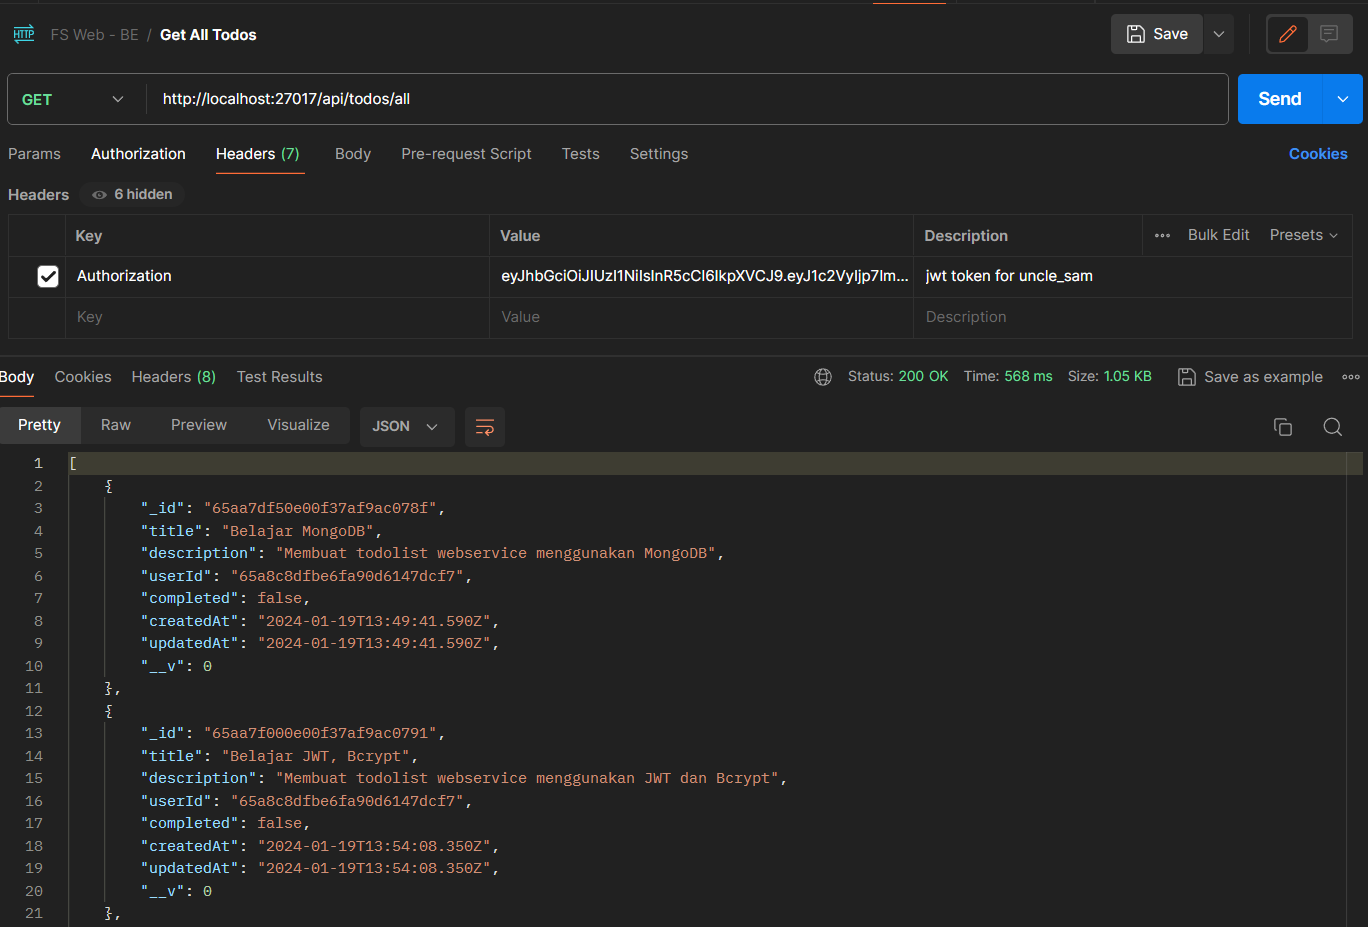 HTTP FS Web - BE / Get All Todos Save
GET http://localhost:27017/api/todos/all Send
Params Authorization Headers (7) Body Pre-request Script Tests Settings Cookies
Headers 6 hidden
Key Value Description Bulk Edit Presets
Authorization eyJhbGciOiJIUzI1NiIsInR5cCI6IkpXVCJ9.eyJ1c2VyIjp7Im... jwt token for uncle_sam
Key Value Description
Body Cookies Headers (8) Test Results Status: 200 OK Time: 568 ms Size: 1.05 KB Save as example
Pretty Raw Preview Visualize JSON
1 [
2 {
3 "_id": "65aa7df50e00f37af9ac078f",
4 "title": "Belajar MongoDB",
5 "description": "Membuat todolist webservice menggunakan MongoDB",
6 "userId": "65a8c8dfbe6fa90d6147dcf7",
7 "completed": false,
8 "createdAt": "2024-01-19T13:49:41.590Z",
9 "updatedAt": "2024-01-19T13:49:41.590Z",
10 "__v": 0
11 },
12 {
13 "_id": "65aa7f000e00f37af9ac0791",
14 "title": "Belajar JWT, Bcrypt",
15 "description": "Membuat todolist webservice menggunakan JWT dan Bcrypt",
16 "userId": "65a8c8dfbe6fa90d6147dcf7",
17 "completed": false,
18 "createdAt": "2024-01-19T13:54:08.350Z",
19 "updatedAt": "2024-01-19T13:54:08.350Z",
20 "__v": 0
21 },